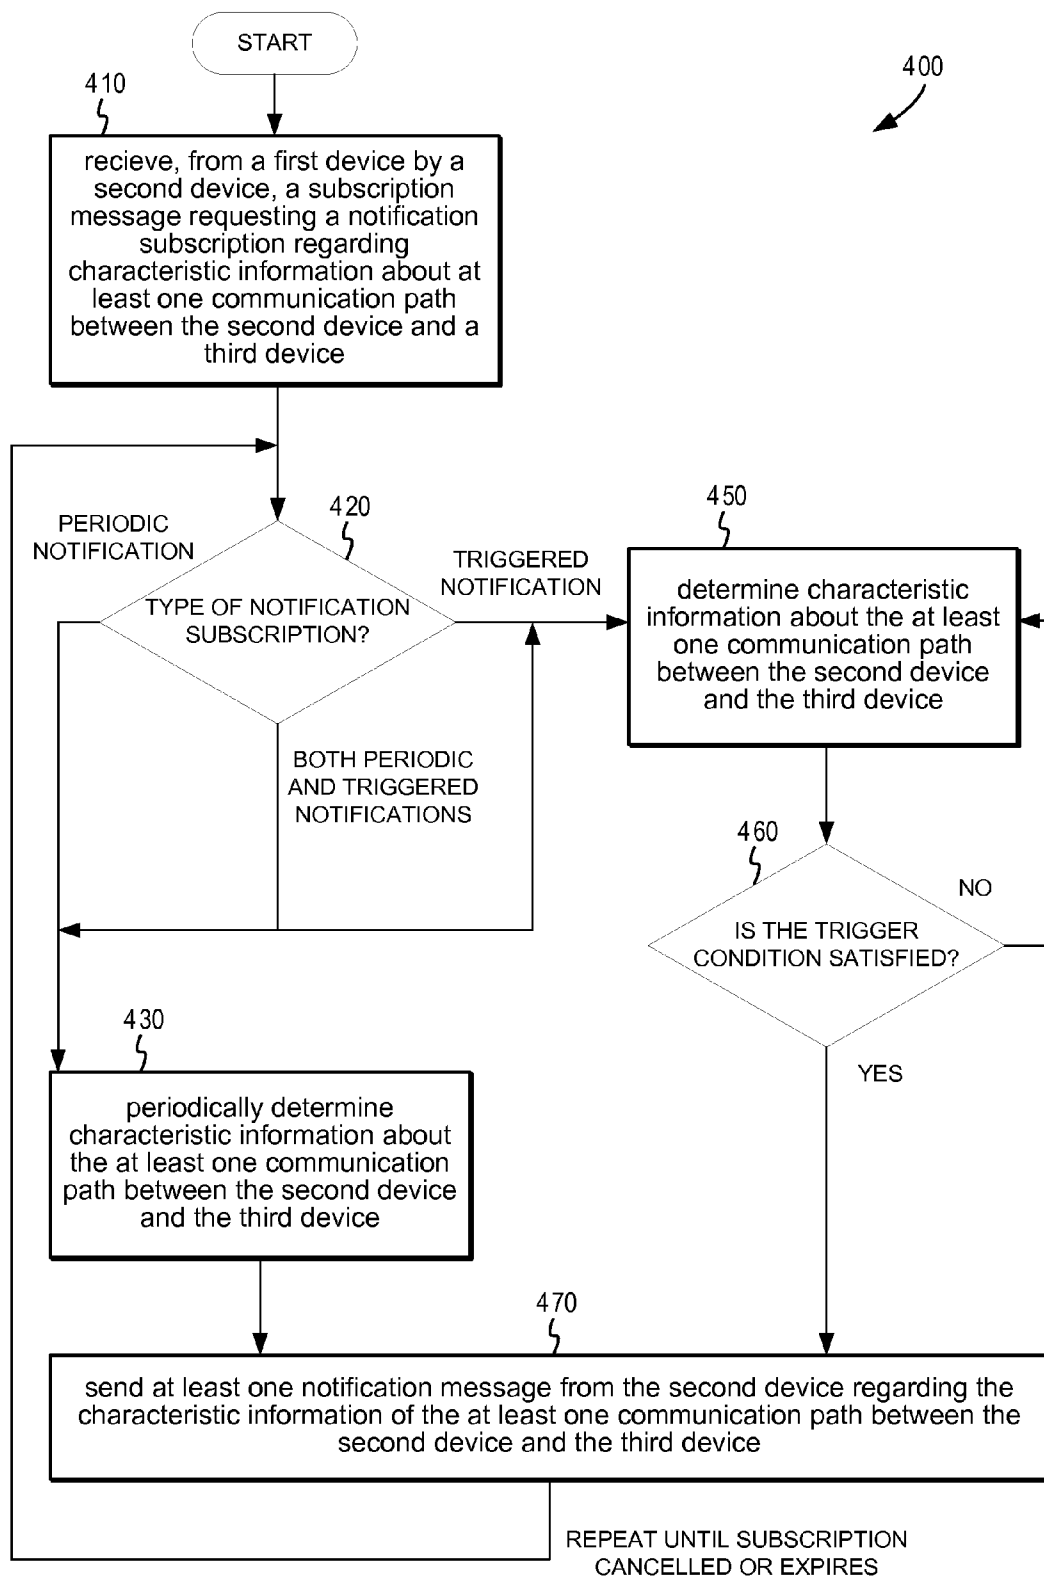 START
400
410
recieve, from a first device by a
second device, a subscription
message requesting a notification
subscription regarding
characteristic information about at
least one communication path
between the second device and a
third device
420
PERIODIC
NOTIFICATION
TYPE OF NOTIFICATION
SUBSCRIPTION?
TRIGGERED
NOTIFICATION
BOTH PERIODIC
AND TRIGGERED
NOTIFICATIONS
450
determine characteristic
information about the at least
one communication path
between the second device
and the third device
460
IS THE TRIGGER
CONDITION SATISFIED?
NO
YES
430
periodically determine
characteristic information about
the at least one communication
path between the second device
and the third device
470
send at least one notification message from the second device regarding the
characteristic information of the at least one communication path between the
second device and the third device
REPEAT UNTIL SUBSCRIPTION
CANCELLED OR EXPIRES